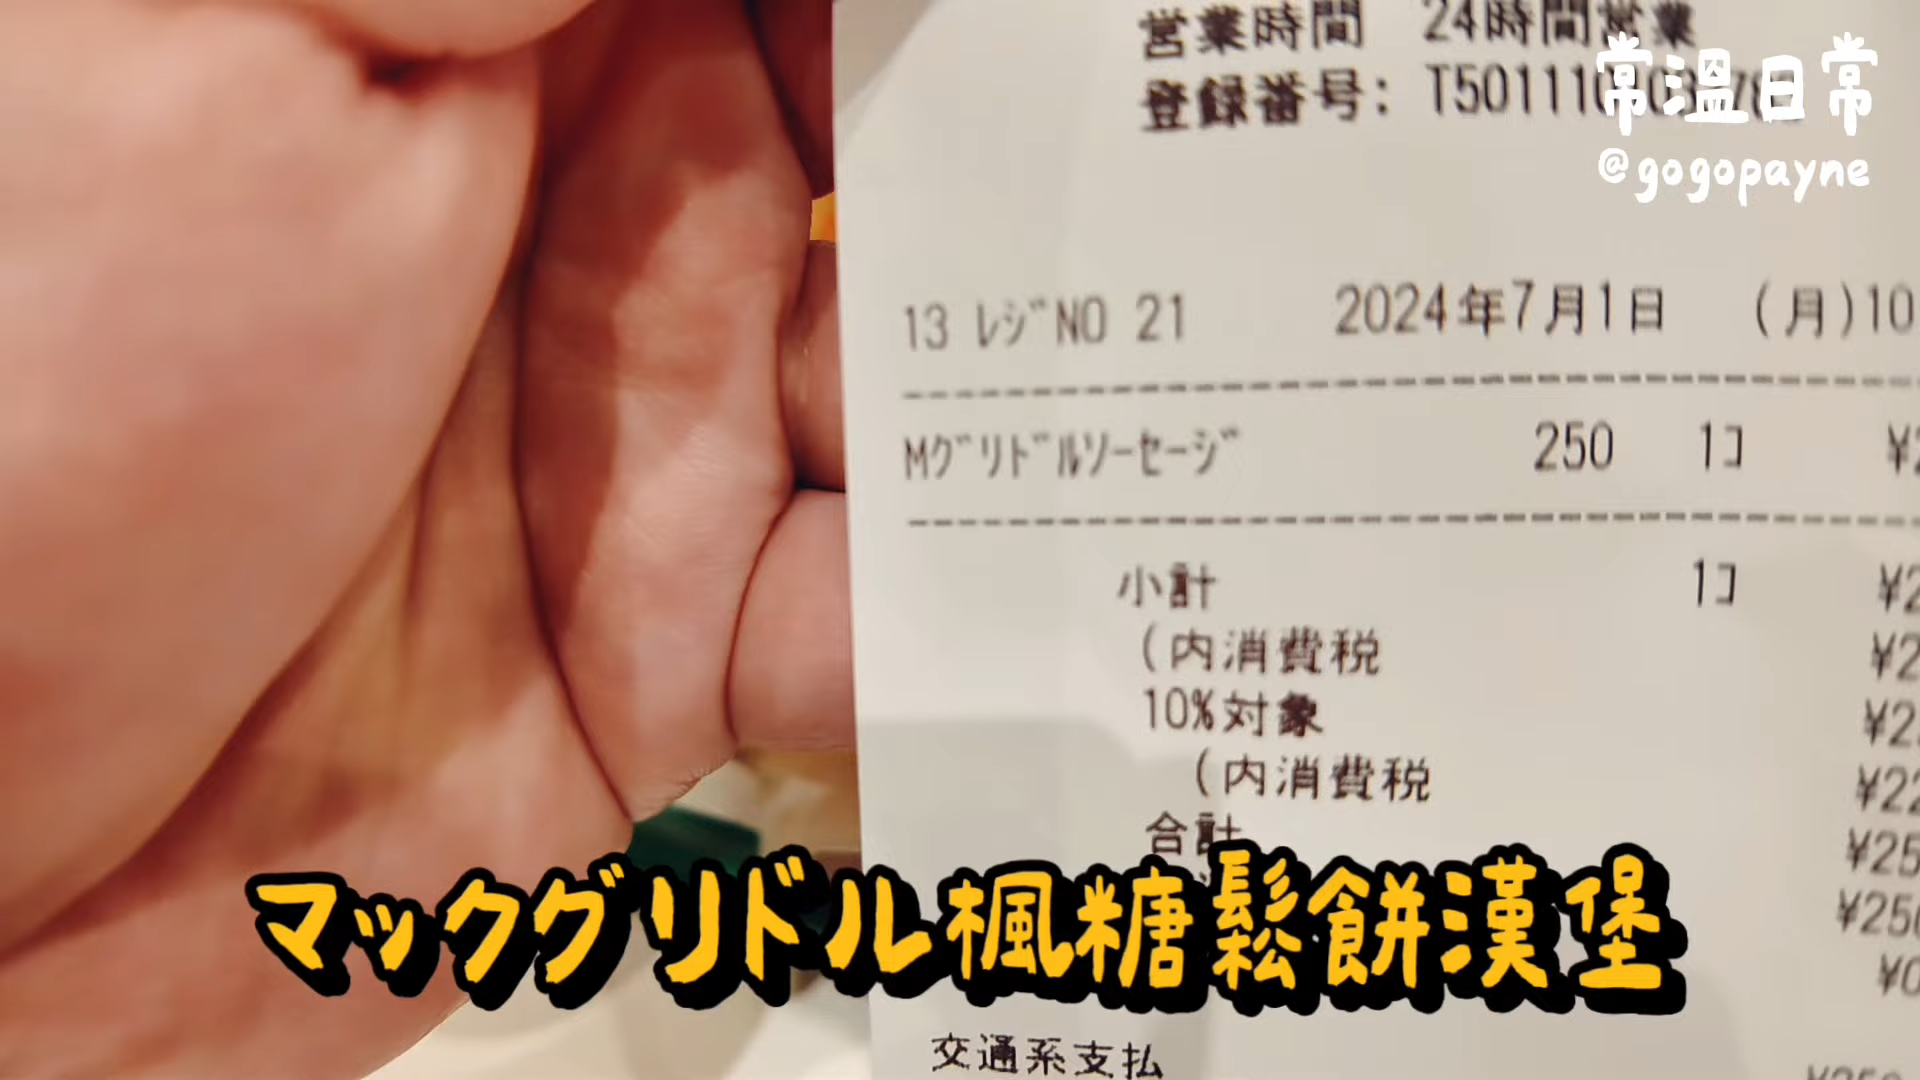 営業時間 24時間営業
常溫日常
登録番号:
@gogopayne
13 ﾚｼﾞNO 21 2024年7月1日 (月)10
Mｸﾞﾘﾄﾞﾙｿｰｾｰｼﾞ 250 1コ
小計 1コ
(内消費税
10%対象
(内消費税
合計
マックグリドル楓糖鬆餅漢堡
交通系支払